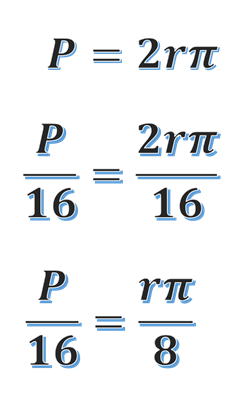 P = 2rπ
P/16 = 2rπ/16
P/16 = rπ/8